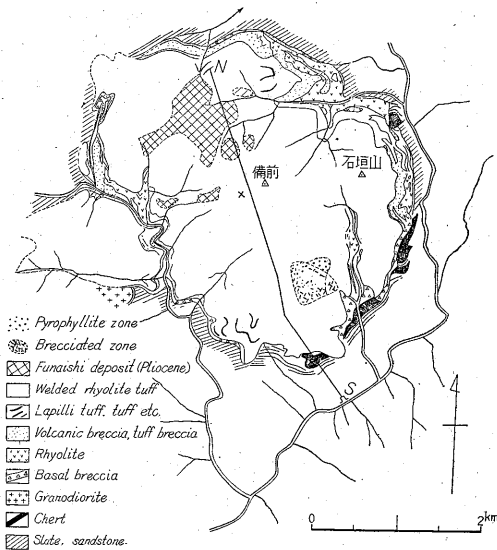 N
備前
石垣山
x
S
Pyrophyllite zone
Brecciated zone
Funaishi deposit (Pliocene)
Welded rhyolite tuff
Lapilli tuff, tuff etc.
Volcanic breccia, tuff breccia
Rhyolite
Basal breccia
Granodiorite
Chert
Slate, sandstone.
0 2km